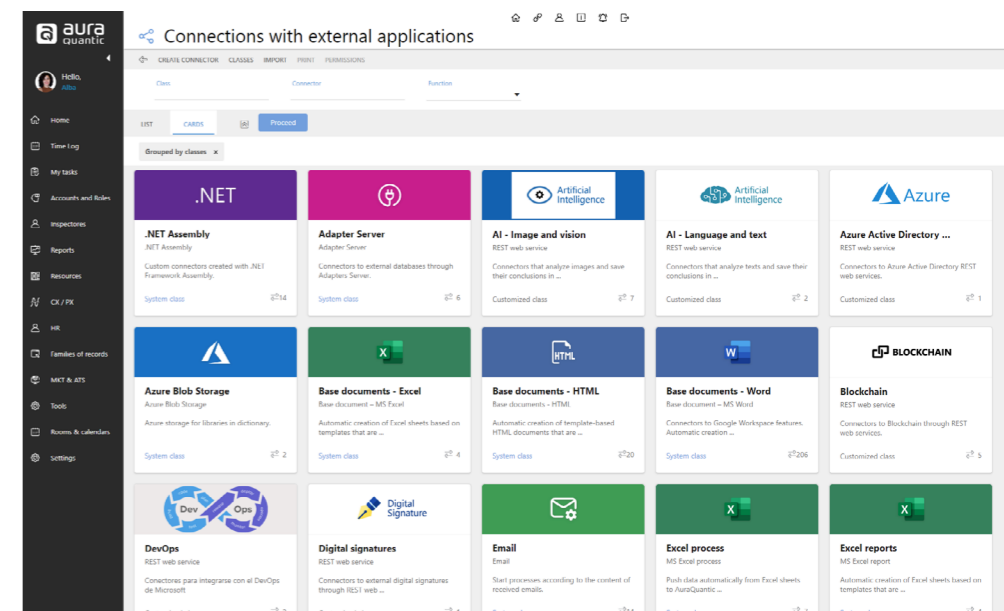 aura
quantic
Connections with external applications
CREATE CONNECTOR CLASSES IMPORT PRINT PERMISSIONS
Hello,
Alba
Class
Connector
Function
LIST
CARDS
Proceed
Grouped by classes x
Home
Time Log
My tasks
Accounts and Roles
Inspectores
Reports
Resources
CX / PX
HR
Families of records
MKT & ATS
Tools
Rooms & calendars
Settings
.NET
.NET Assembly
.NET Assembly
Custom connectors created with .NET
Framework Assembly.
System class
14
Adapter Server
Adapter Server
Connectors to external databases through
Adapters Server.
System class
6
Artificial
Intelligence
AI - Image and vision
REST web service
Connectors that analyze images and save
their conclusions in ...
Customized class
7
Artificial
Intelligence
AI - Language and text
REST web service
Connectors that analyze texts and save their
conclusions in ...
Customized class
2
Azure
Azure Active Directory ...
REST web service
Connectors to Azure Active Directory REST
web services.
Customized class
1
Azure Blob Storage
Azure Blob Storage
Azure storage for libraries in dictionary.
System class
2
X
Base documents - Excel
Base document – MS Excel
Automatic creation of Excel sheets based on
templates that are ...
System class
4
HTML
Base documents - HTML
Base documents - HTML
Automatic creation of template-based
HTML documents that are ...
System class
20
W
Base documents - Word
Base document – MS Word
Connectors to Google Workspace features.
Automatic creation ...
System class
206
BLOCKCHAIN
Blockchain
REST web service
Connectors to Blockchain through REST
web services.
Customized class
5
Dev Ops
DevOps
REST web service
Conectores para integrarse con el DevOps
de Microsoft
Digital
Signature
Digital signatures
REST web service
Connectors to external digital signatures
through REST web ...
Email
Email
Start processes according to the content of
received emails.
X
Excel process
MS Excel process
Push data automatically from Excel sheets
to AuraQuantic ...
X
Excel reports
MS Excel report
Automatic creation of Excel sheets based on
templates that are ...